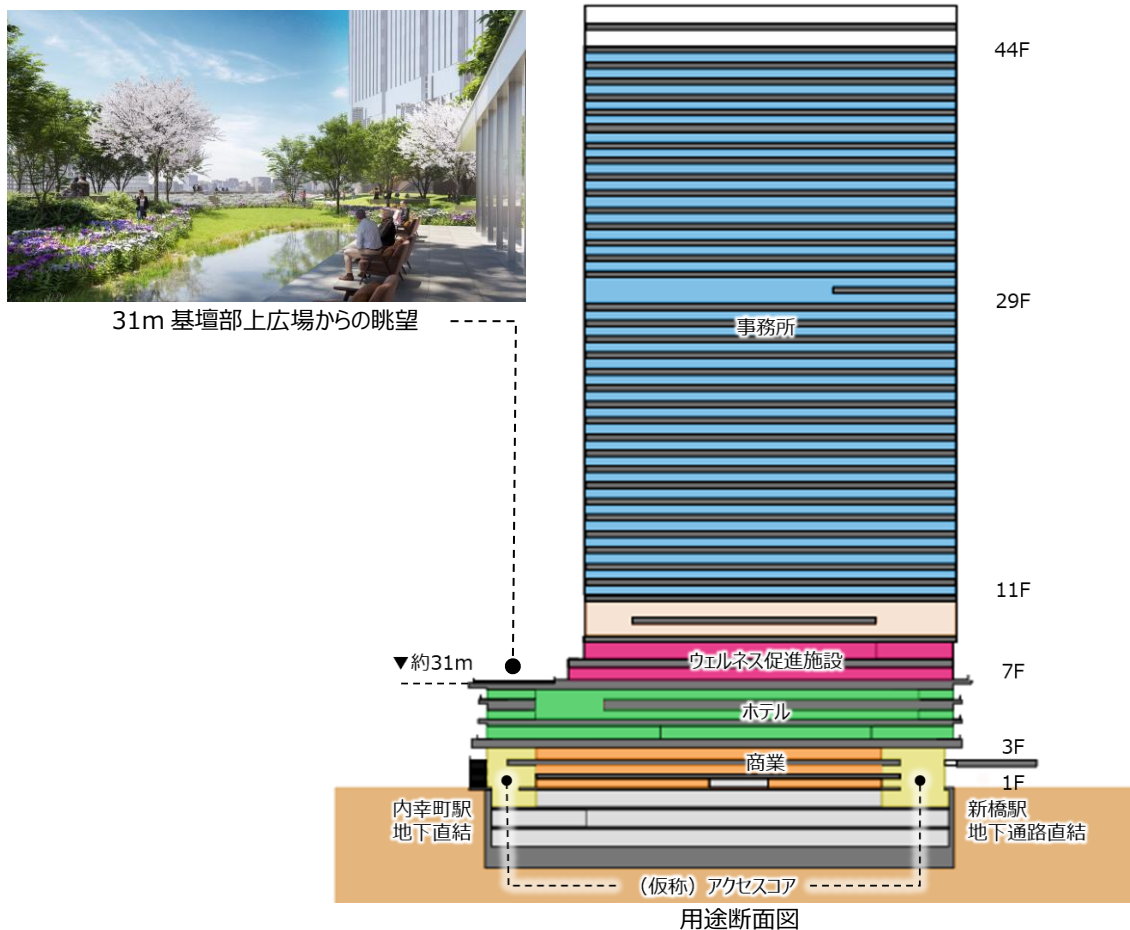 44F
31m 基壇部上広場からの眺望
29F
事務所
11F
▼約31m
ウェルネス促進施設
7F
ホテル
3F
商業
1F
内幸町駅
地下直結
新橋駅
地下通路直結
（仮称）アクセスコア
用途断面図